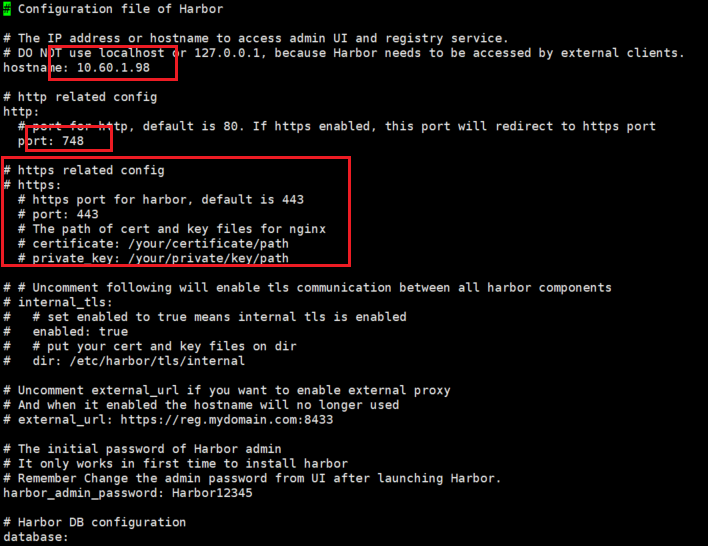 # Configuration file of Harbor
# The IP address or hostname to access admin UI and registry service.
# DO NOT use localhost or 127.0.0.1, because Harbor needs to be accessed by external clients.
hostname: 10.60.1.98
# http related config
http:
# port for http, default is 80. If https enabled, this port will redirect to https port
port: 748
# https related config
# https:
# https port for harbor, default is 443
# port: 443
# The path of cert and key files for nginx
# certificate: /your/certificate/path
# private_key: /your/private/key/path
# # Uncomment following will enable tls communication between all harbor components
# internal_tls:
#   # set enabled to true means internal tls is enabled
#   enabled: true
#   # put your cert and key files on dir
#   dir: /etc/harbor/tls/internal
# Uncomment external_url if you want to enable external proxy
# And when it enabled the hostname will no longer used
# external_url: https://reg.mydomain.com:8433
# The initial password of Harbor admin
# It only works in first time to install harbor
# Remember Change the admin password from UI after launching Harbor.
harbor_admin_password: Harbor12345
# Harbor DB configuration
database: